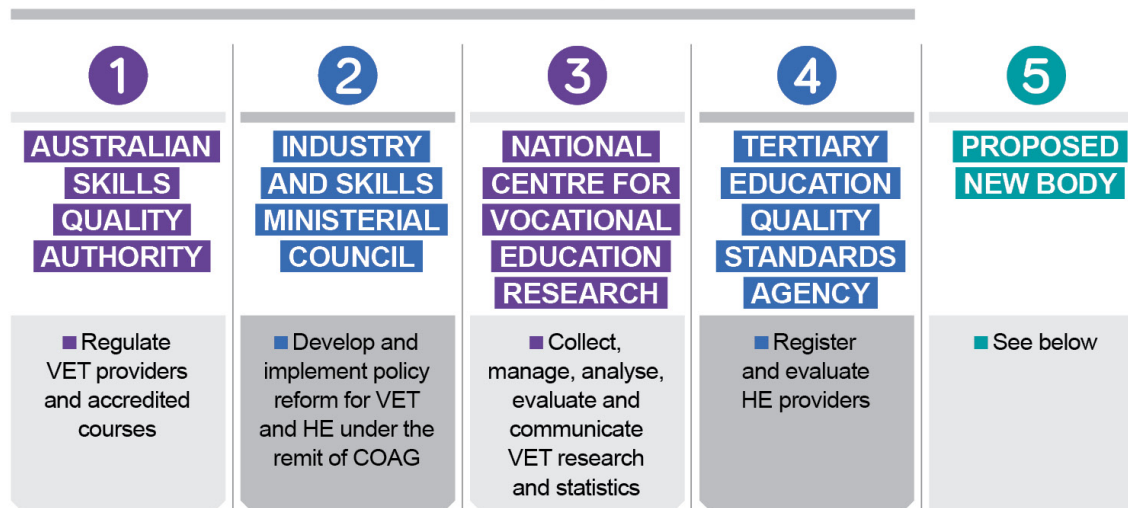 1
AUSTRALIAN
SKILLS
QUALITY
AUTHORITY
Regulate
VET providers
and accredited
courses
2
INDUSTRY
AND SKILLS
MINISTERIAL
COUNCIL
Develop and
implement policy
reform for VET
and HE under the
remit of COAG
3
NATIONAL
CENTRE FOR
VOCATIONAL
EDUCATION
RESEARCH
Collect,
manage, analyse,
evaluate and
communicate
VET research
and statistics
4
TERTIARY
EDUCATION
QUALITY
STANDARDS
AGENCY
Register
and evaluate
HE providers
5
PROPOSED
NEW BODY
See below